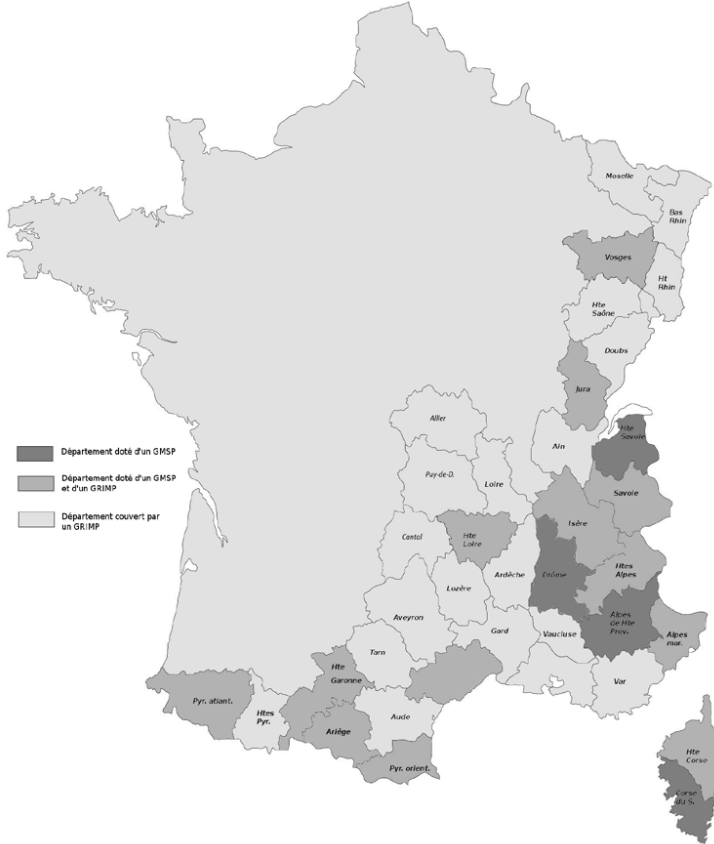 Moselle
Bas
Rhin
Vosges
Ht
Rhin
Hte
Saône
Doubs
Jura
Allier
Hte
Savoie
Ain
Puy-de-D.
Loire
Savoie
Isère
Cantal
Hte
Loire
Htes
Alpes
Ardèche
Drôme
Lozère
Aveyron
Alpes
de Hte
Prov.
Gard
Vaucluse
Alpes
mar.
Tarn
Hte
Garonne
Var
Pyr. atlant.
Htes
Pyr.
Aude
Ariège
Pyr. orient.
Hte
Corse
Corse
du S.
Département doté d'un GMSP
Département doté d'un GMSP
et d'un GRIMP
Département couvert par
un GRIMP